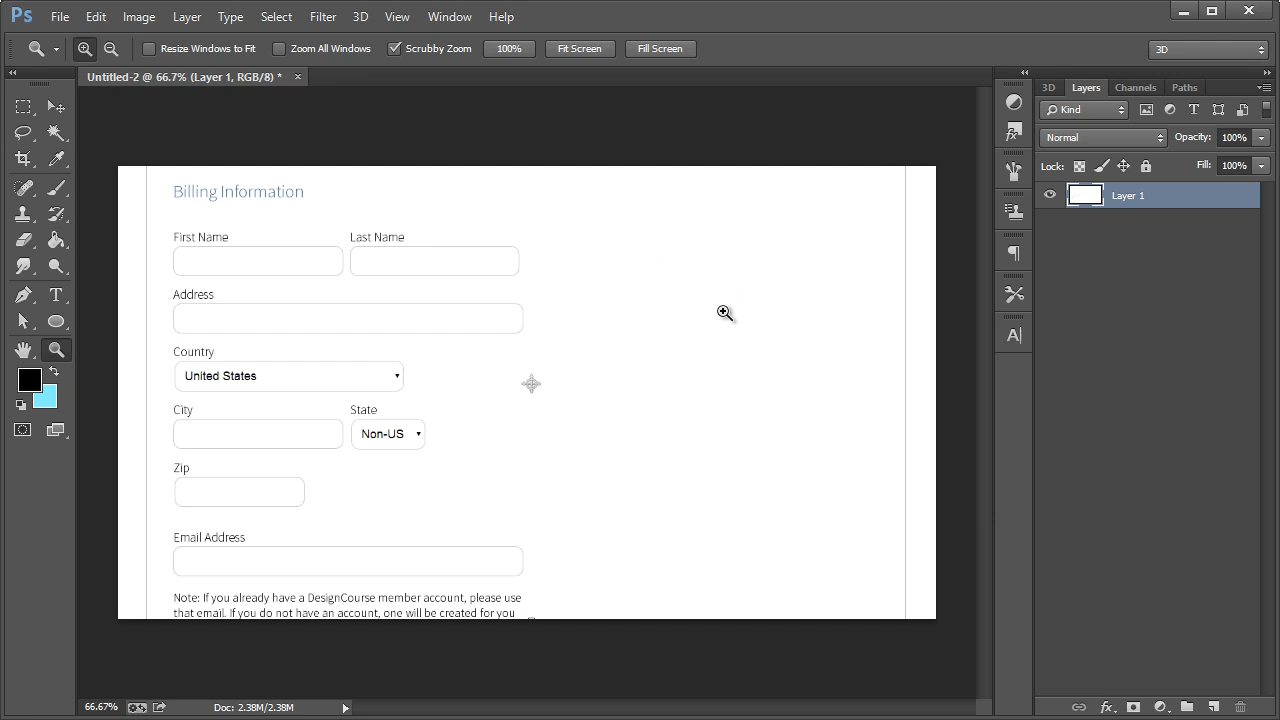 Ps File Edit Image Layer Type Select Filter 3D View Window Help
Resize Windows to Fit Zoom All Windows Scrubby Zoom 100% Fit Screen Fill Screen 3D
Untitled-2 @ 66.7% (Layer 1, RGB/8) *
3D Layers Channels Paths
Kind
Normal Opacity: 100%
Lock: Fill: 100%
Layer 1
Billing Information
First Name Last Name
Address
Country
United States
City State
Non-US
Zip
Email Address
Note: If you already have a DesignCourse member account, please use
that email. If you do not have an account, one will be created for you
66.67% Doc: 2.38M/2.38M